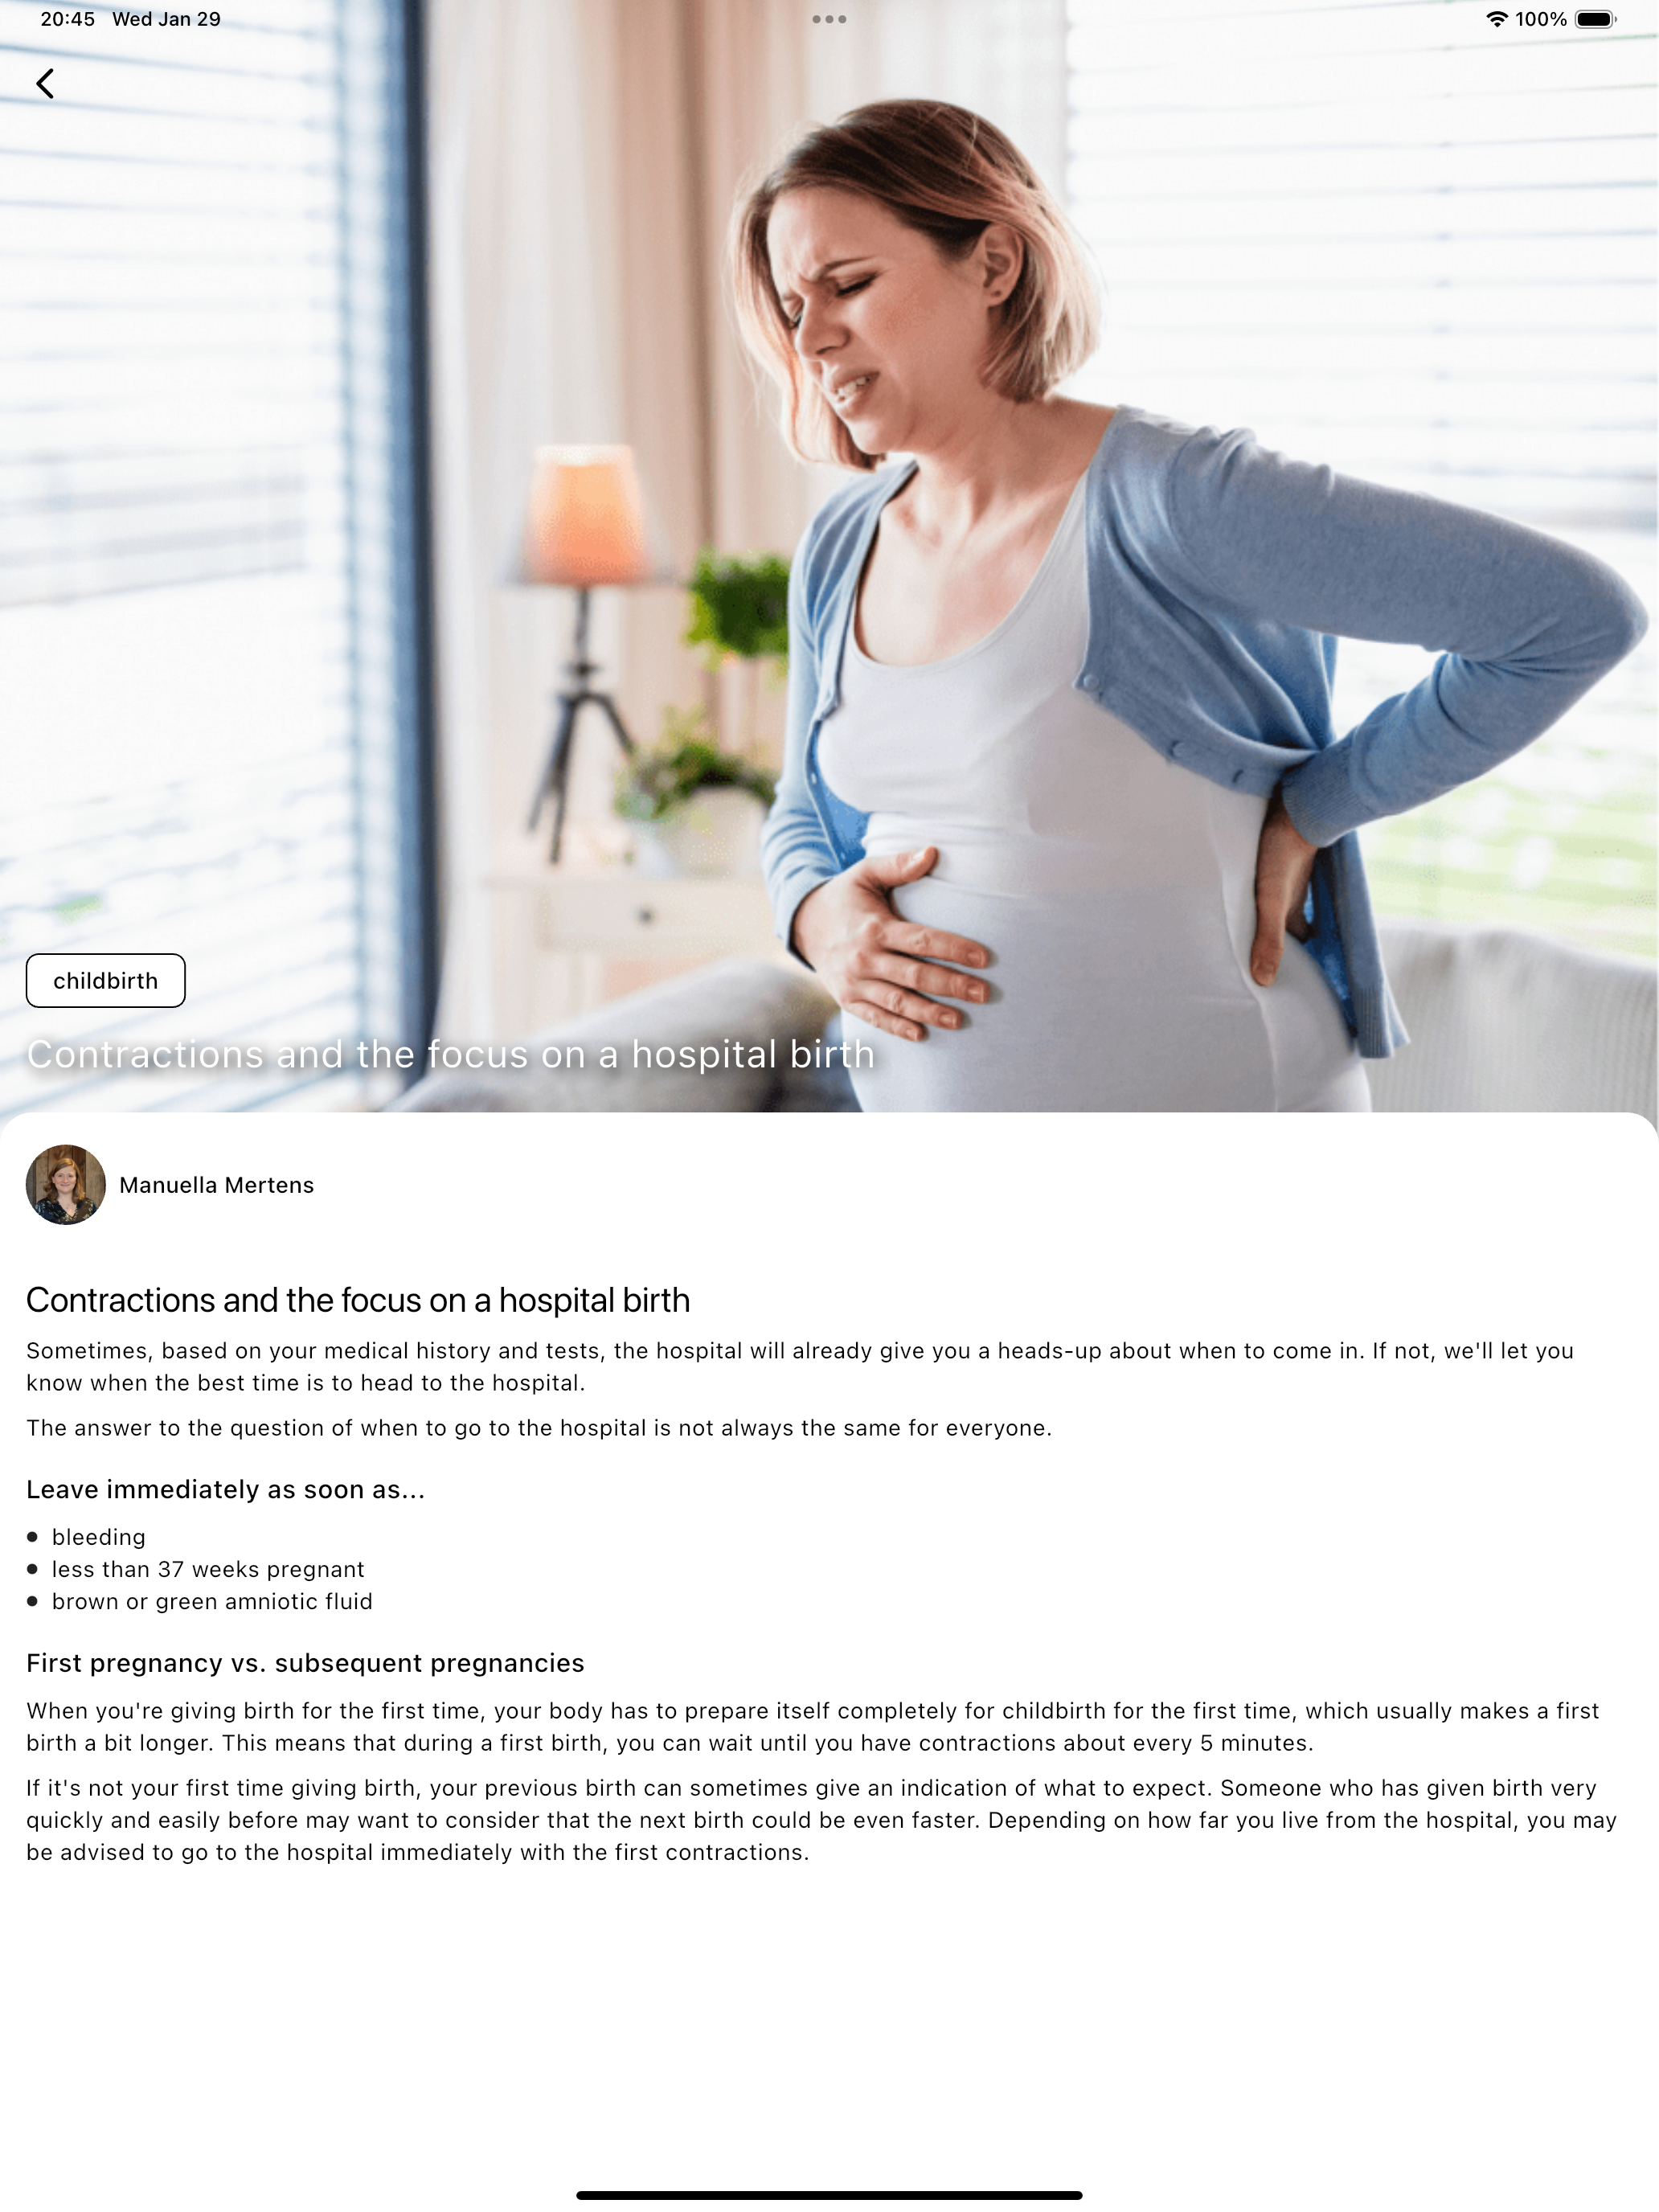 20:45 Wed Jan 29
100%
childbirth
Contractions and the focus on a hospital birth
Manuella Mertens
Contractions and the focus on a hospital birth
Sometimes, based on your medical history and tests, the hospital will already give you a heads-up about when to come in. If not, we'll let you
know when the best time is to head to the hospital.
The answer to the question of when to go to the hospital is not always the same for everyone.
Leave immediately as soon as...
• bleeding
• less than 37 weeks pregnant
• brown or green amniotic fluid
First pregnancy vs. subsequent pregnancies
When you're giving birth for the first time, your body has to prepare itself completely for childbirth for the first time, which usually makes a first
birth a bit longer. This means that during a first birth, you can wait until you have contractions about every 5 minutes.
If it's not your first time giving birth, your previous birth can sometimes give an indication of what to expect. Someone who has given birth very
quickly and easily before may want to consider that the next birth could be even faster. Depending on how far you live from the hospital, you may
be advised to go to the hospital immediately with the first contractions.